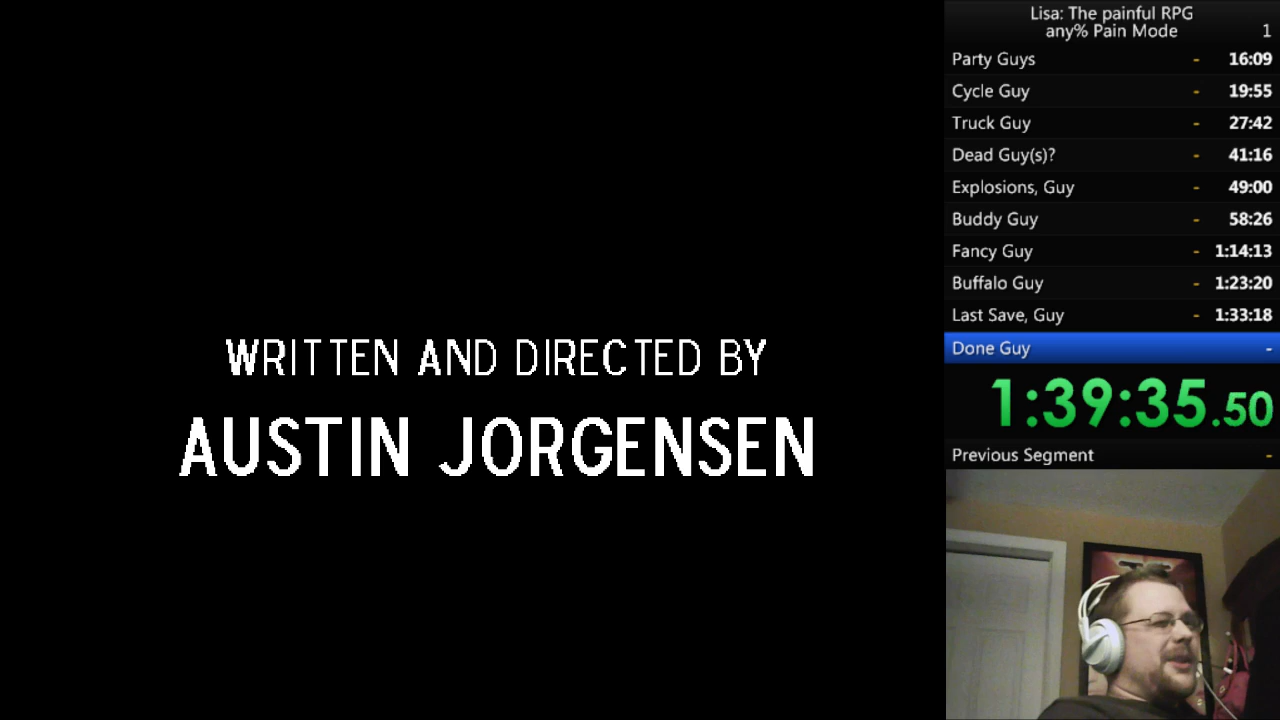 WRITTEN AND DIRECTED BY
AUSTIN JORGENSEN
Lisa: The painful RPG
any% Pain Mode 1
Party Guys - 16:09
Cycle Guy - 19:55
Truck Guy - 27:42
Dead Guy(s)? - 41:16
Explosions, Guy - 49:00
Buddy Guy - 58:26
Fancy Guy - 1:14:13
Buffalo Guy - 1:23:20
Last Save, Guy - 1:33:18
Done Guy -
1:39:35.50
Previous Segment -